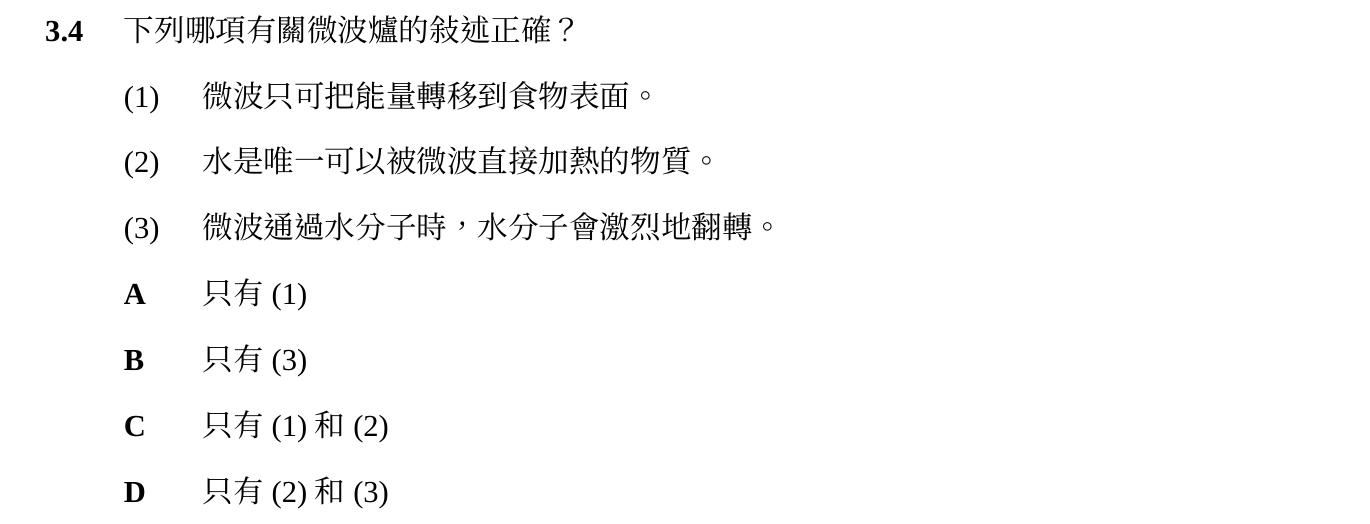 3.4 下列哪項有關微波爐的敍述正確？
(1) 微波只可把能量轉移到食物表面。
(2) 水是唯一可以被微波直接加熱的物質。
(3) 微波通過水分子時，水分子會激烈地翻轉。
A 只有 (1)
B 只有 (3)
C 只有 (1) 和 (2)
D 只有 (2) 和 (3)